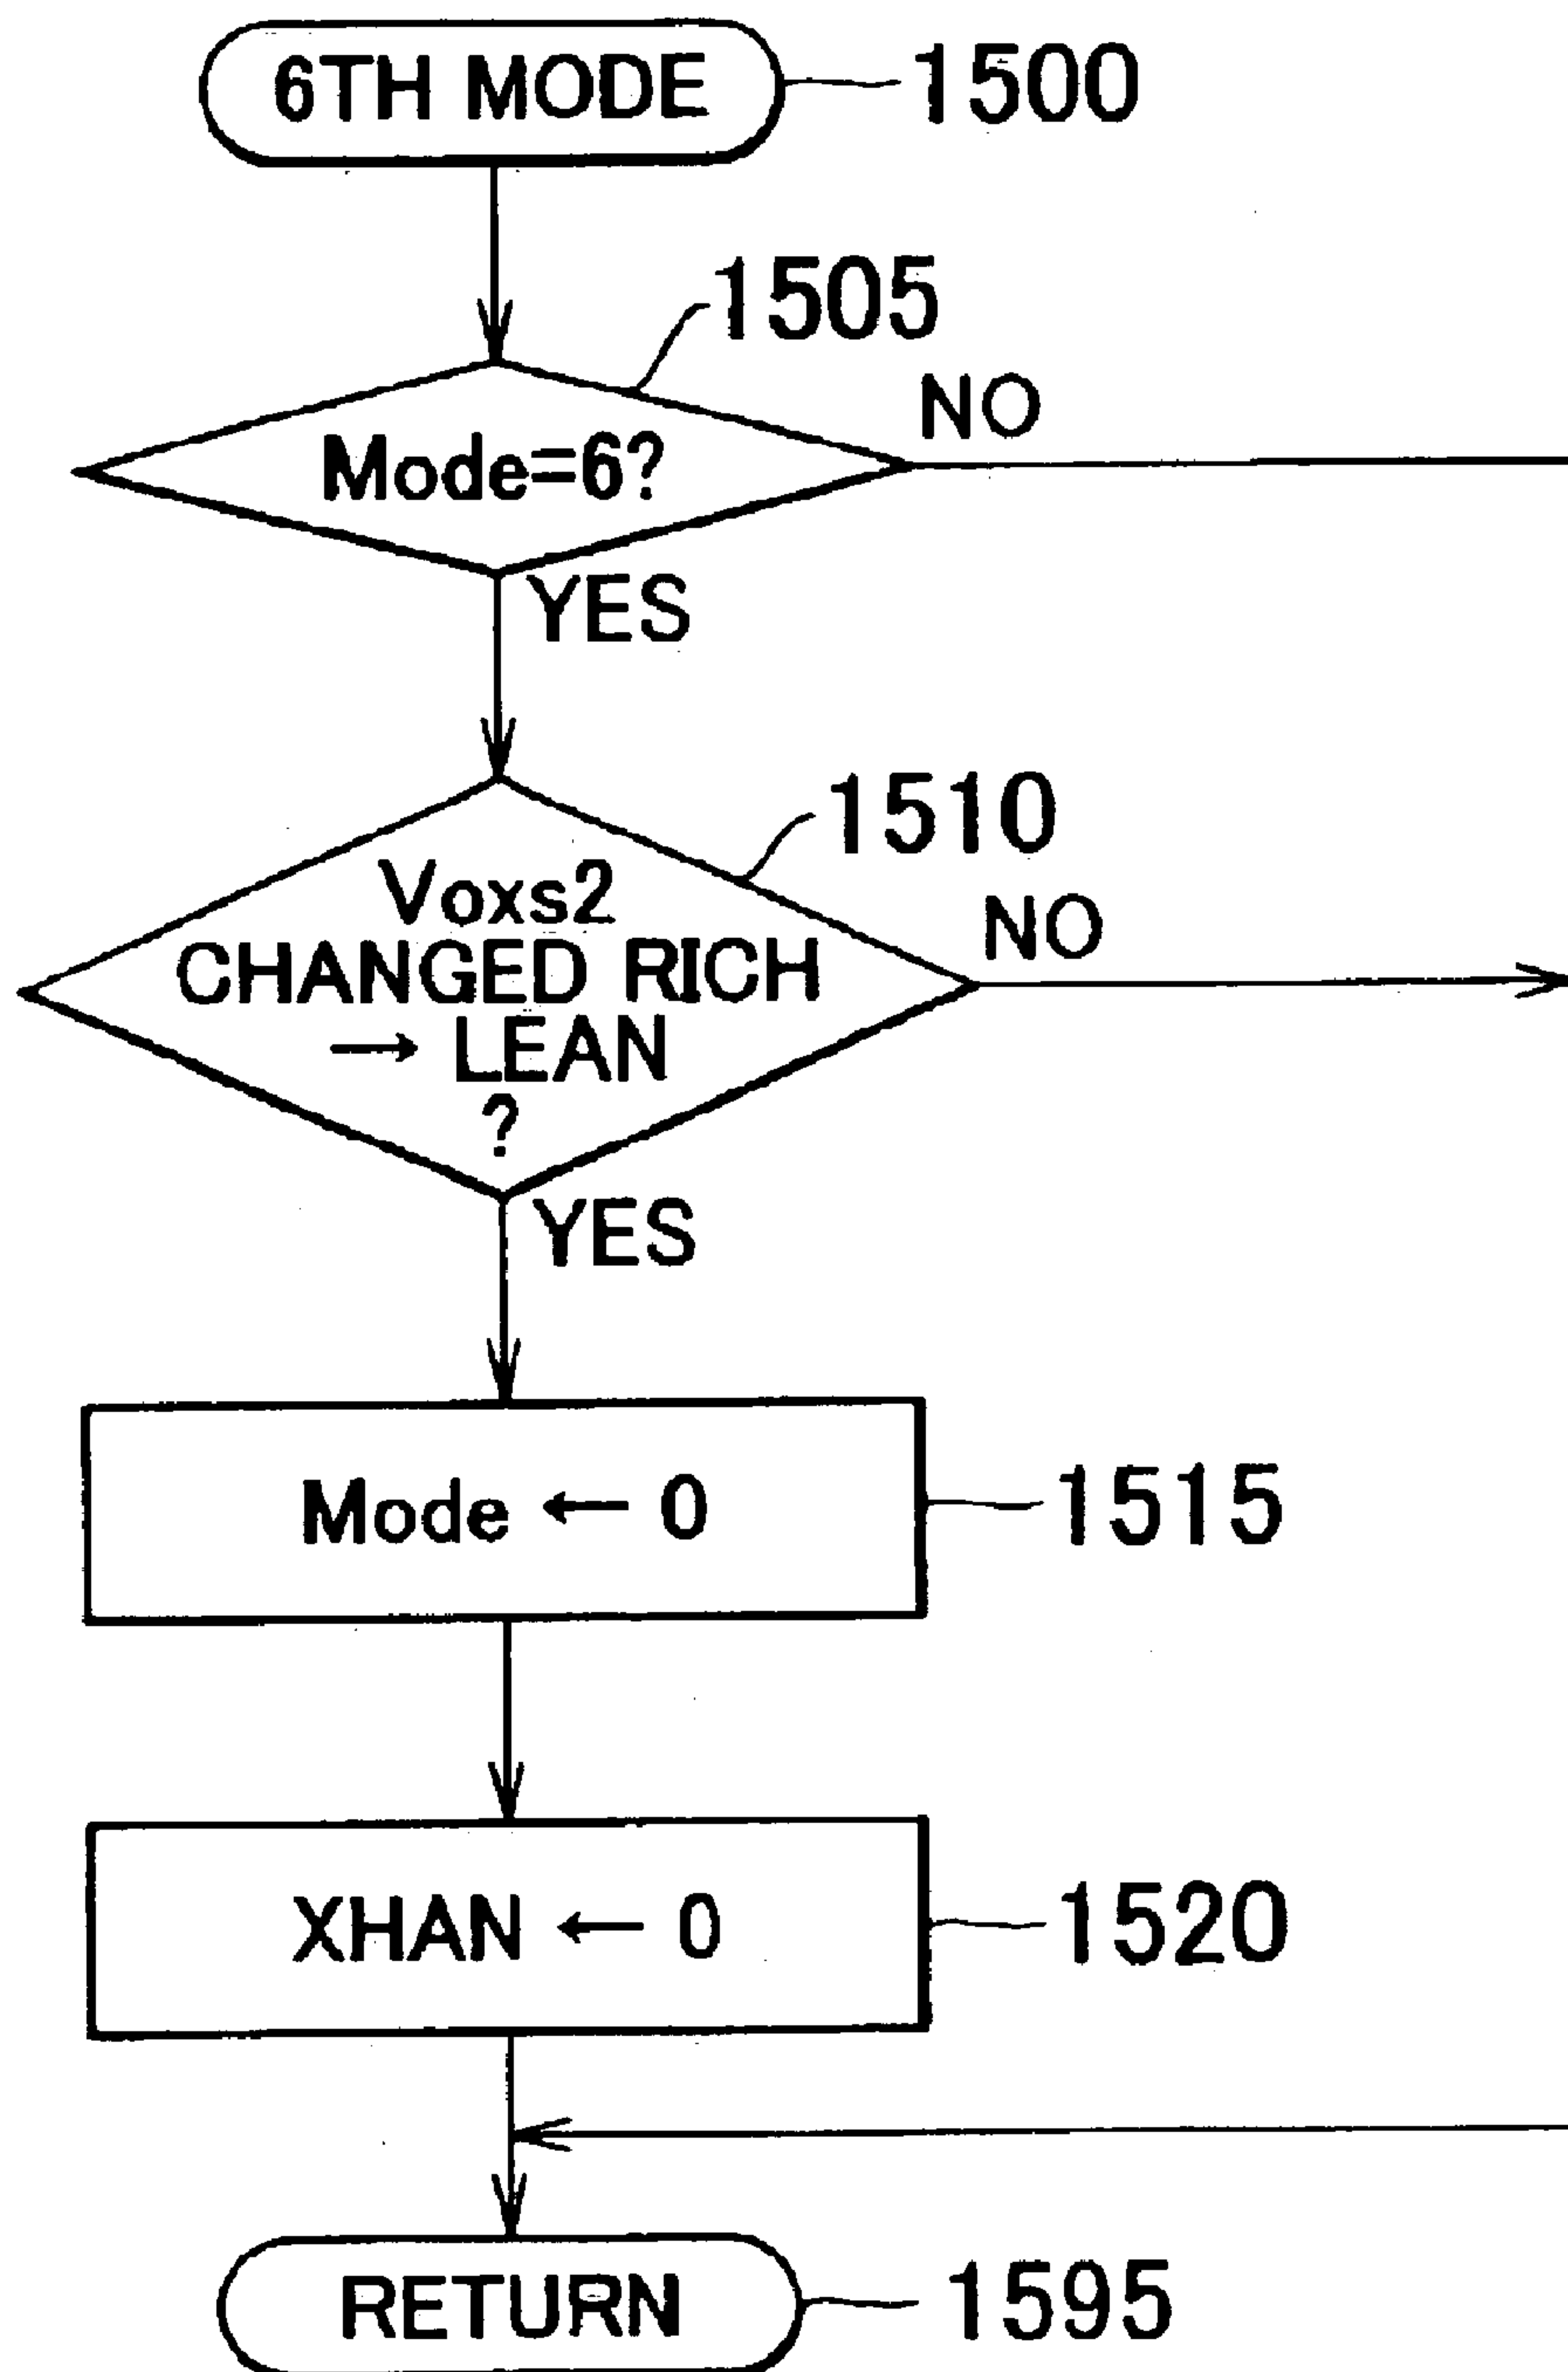 6TH MODE
1500
1505
NO
Mode=6?
YES
1510
NO
Voxs2
CHANGED RICH
→ LEAN
?
YES
Mode ← 0
1515
XHAN ← 0
1520
RETURN
1595